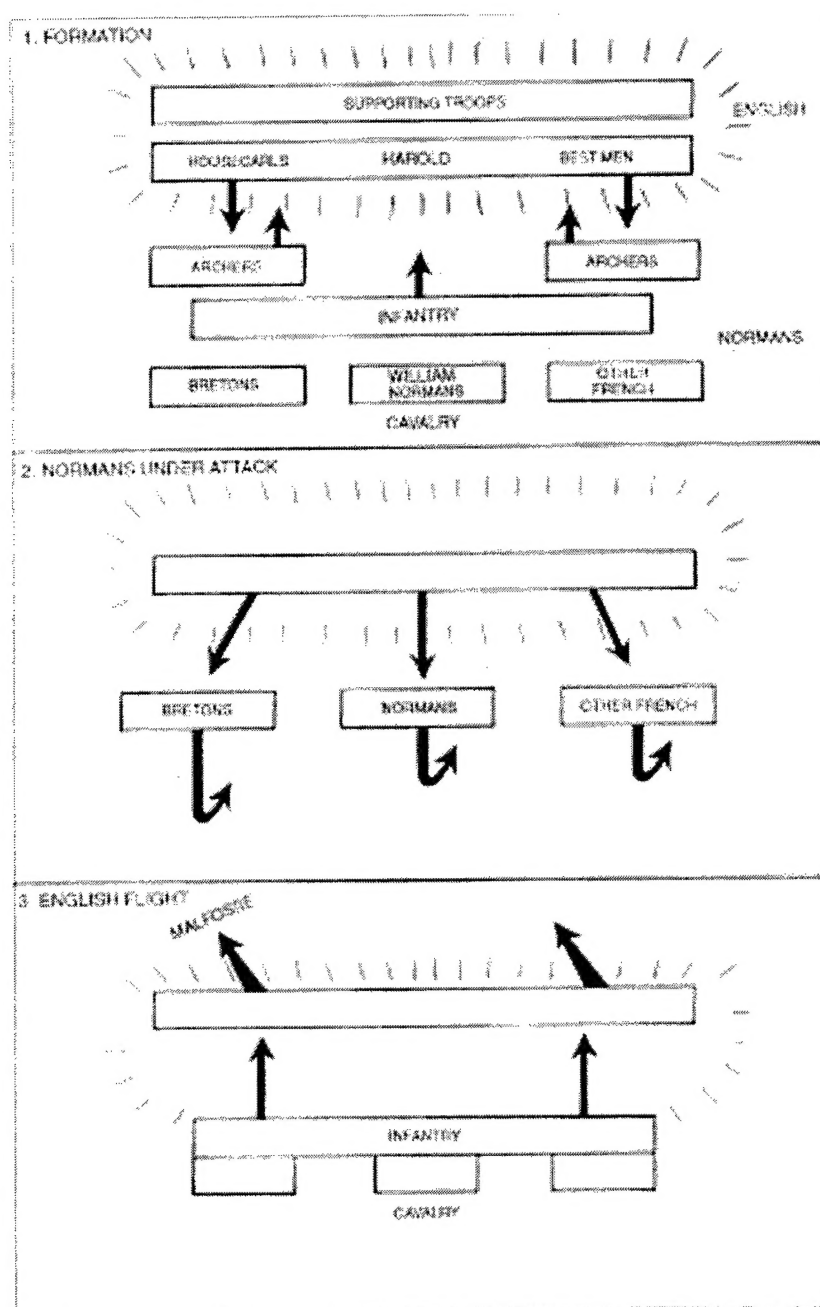 1. FORMATION
SUPPORTING TROOPS
ENGLISH
HOUSECARLS HAROLD BEST MEN
ARCHERS ARCHERS
INFANTRY
NORMANS
BRETONS WILLIAM NORMANS OTHER FRENCH
CAVALRY
2. NORMANS UNDER ATTACK
BRETONS NORMANS OTHER FRENCH
3. ENGLISH FLIGHT
MALFOSSE
INFANTRY
CAVALRY